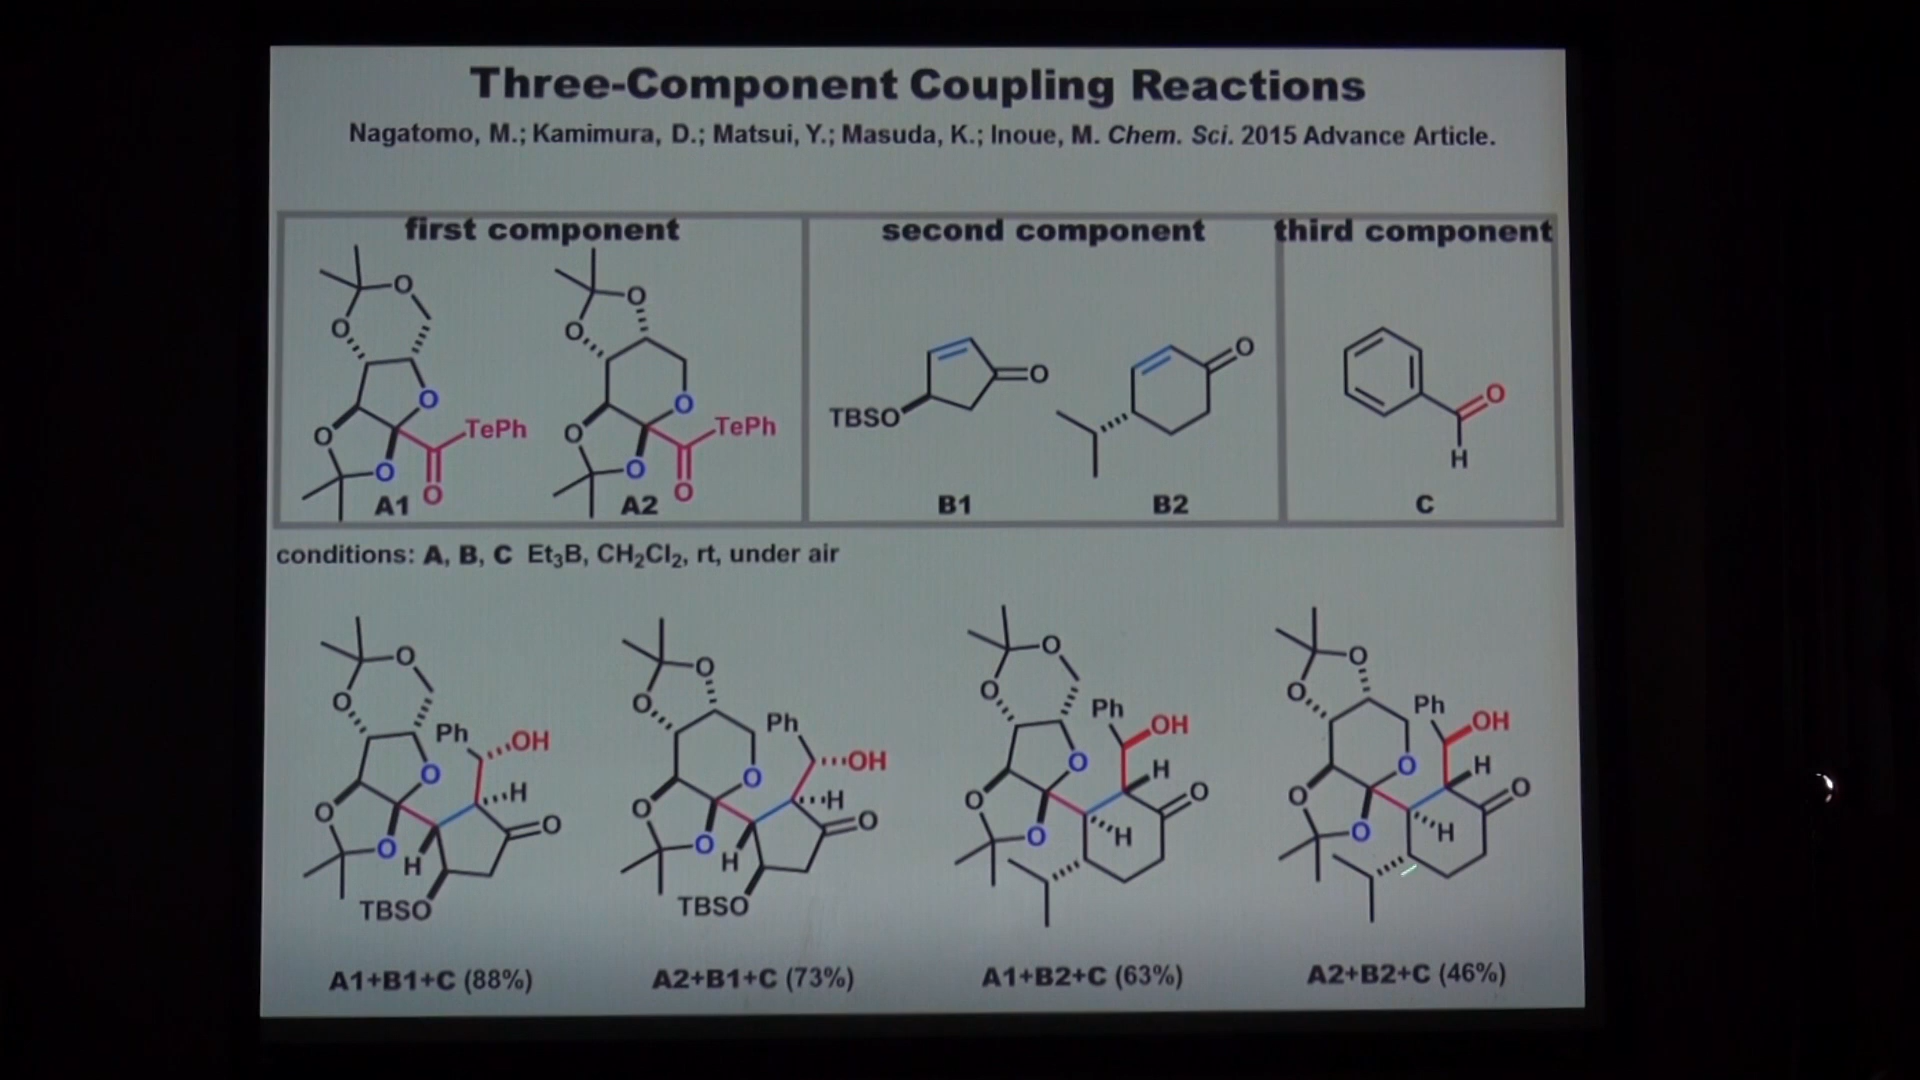 Three-Component Coupling Reactions
Nagatomo, M.; Kamimura, D.; Matsui, Y.; Masuda, K.; Inoue, M. Chem. Sci. 2015 Advance Article.
first component
second component
third component
O
O
O
TePh
O
O
O
A1
O
O
O
TePh
O
O
O
A2
O
TBSO
B1
O
B2
O
H
C
conditions: A, B, C Et₃B, CH₂Cl₂, rt, under air
O
O
Ph
OH
O
H
O
O
O
H
TBSO
A1+B1+C (88%)
O
O
Ph
OH
O
H
O
O
O
H
TBSO
A2+B1+C (73%)
O
O
Ph
OH
O
H
O
O
O
H
A1+B2+C (63%)
O
O
Ph
OH
O
H
O
O
O
H
A2+B2+C (46%)